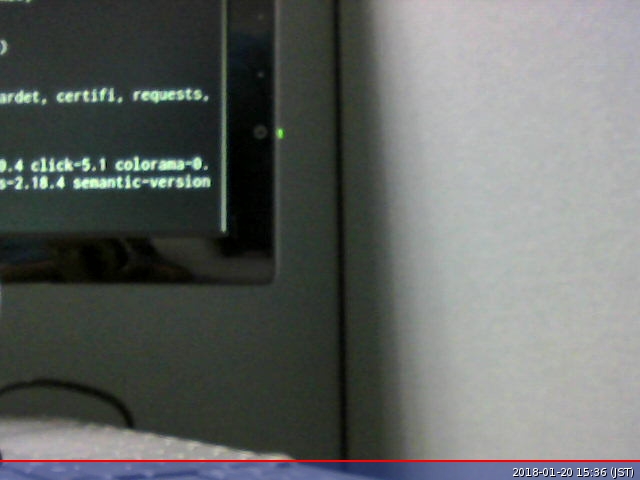 )
ardet, certifi, requests,
0.4 click-5.1 colorama-0.
s-2.18.4 semantic-version
2018-01-20 15:36 (JST)